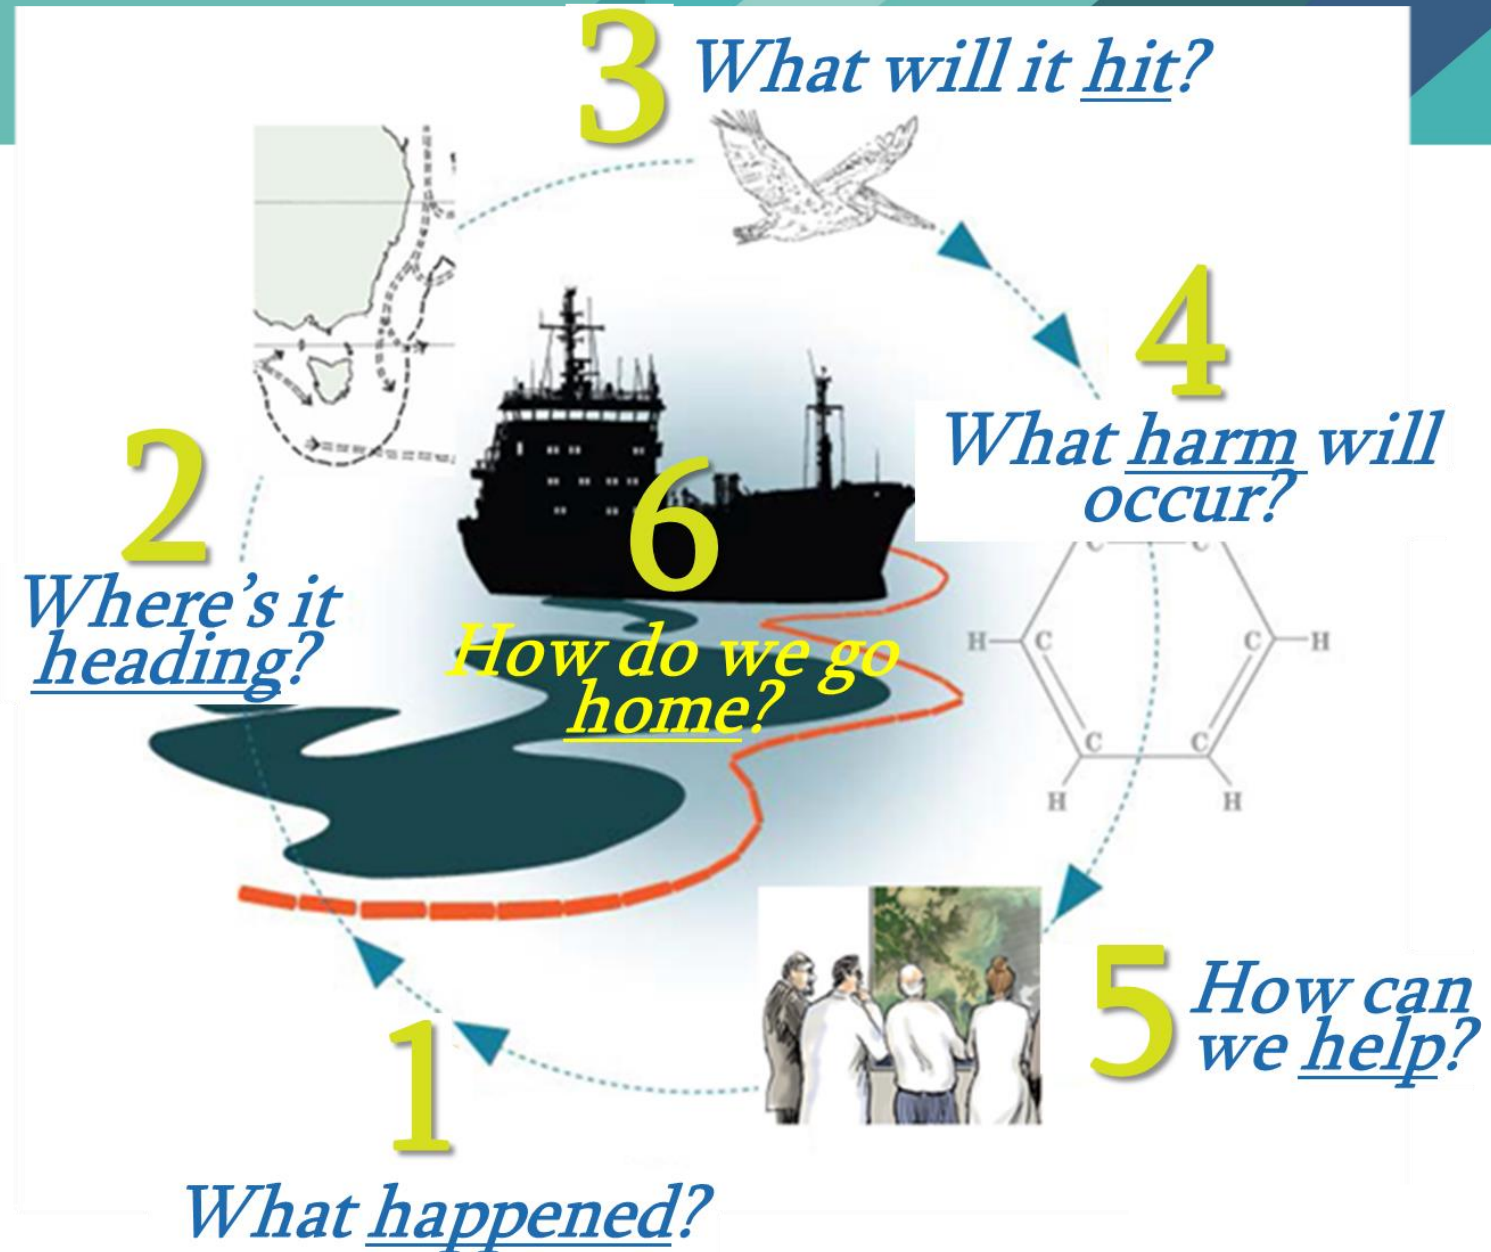 3
What will it hit?
4
What harm will
occur?
2
Where's it
heading?
6
How do we go
home?
C
C
H
C
C
H
C
C
H
H
5
How can
we help?
1
What happened?